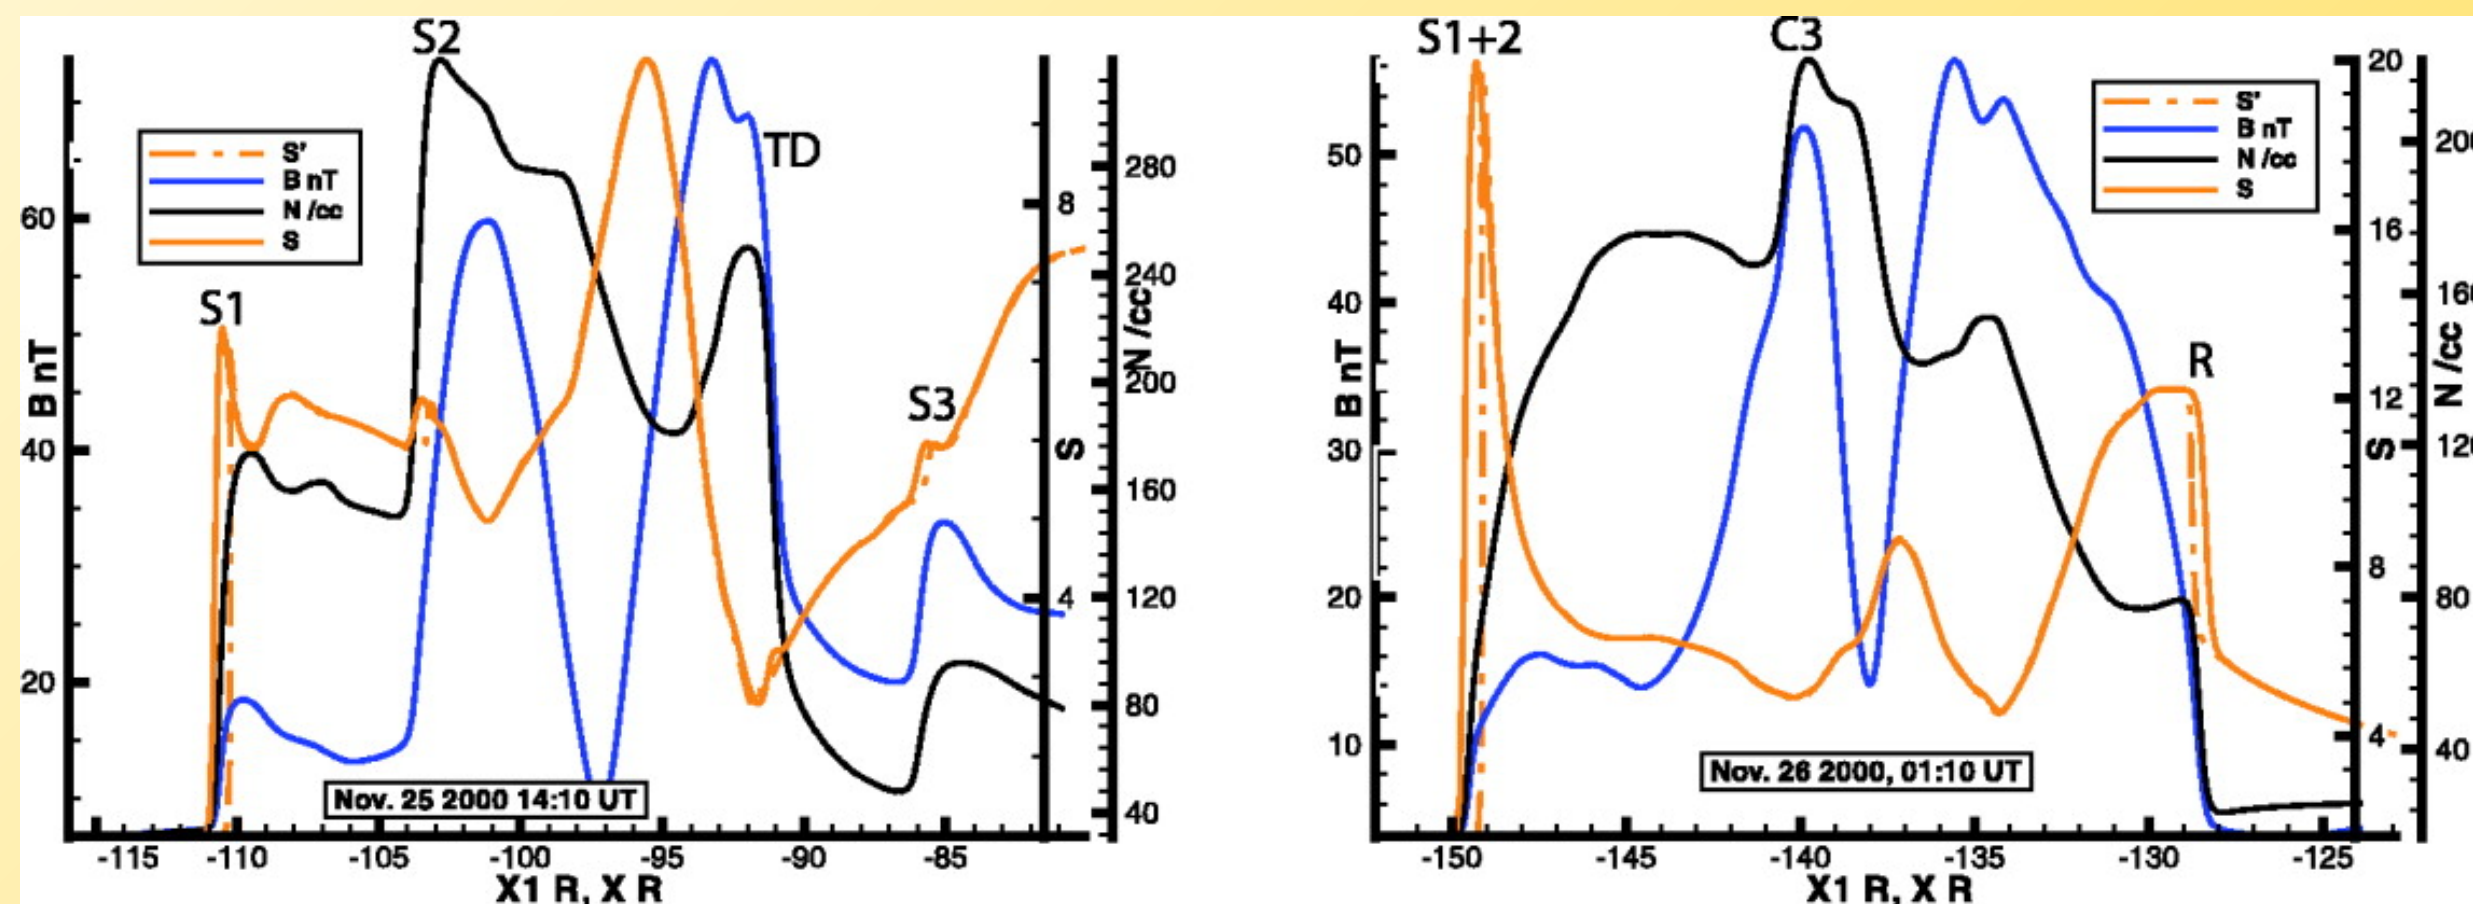 S2
S1
TD
S3
S'
B nT
N /cc
S
60
40
20
B nT
8
4
S
280
240
200
160
120
80
40
N /cc
Nov. 25 2000 14:10 UT
-115 -110 -105 -100 -95 -90 -85
X1 R, X R
S1+2
C3
R
S'
B nT
N /cc
S
50
40
30
20
10
B nT
20
16
12
8
4
S
80
40
N /cc
Nov. 26 2000, 01:10 UT
-150 -145 -140 -135 -130 -125
X1 R, X R